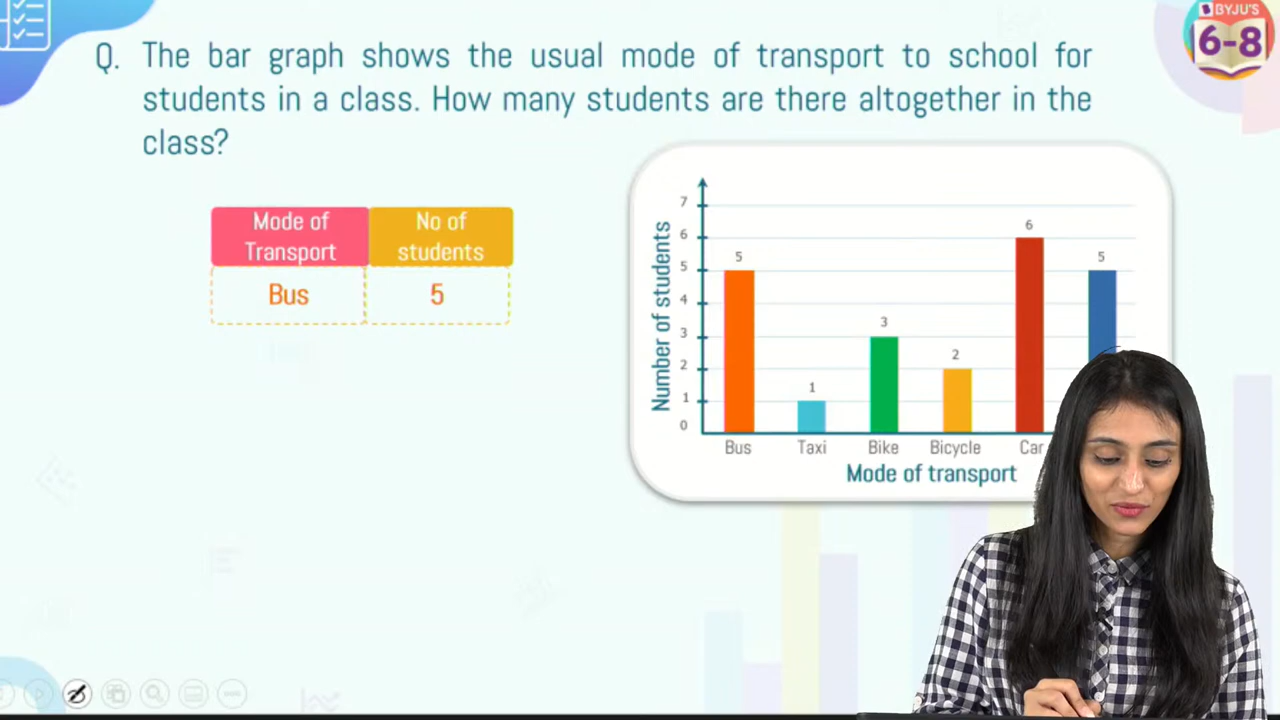 BYJU'S
6-8
Q. The bar graph shows the usual mode of transport to school for
students in a class. How many students are there altogether in the
class?
Mode of Transport
No of students
Bus
5
Number of students
7
6
5
4
3
2
1
0
5
1
3
2
6
5
Bus
Taxi
Bike
Bicycle
Car
Mode of transport